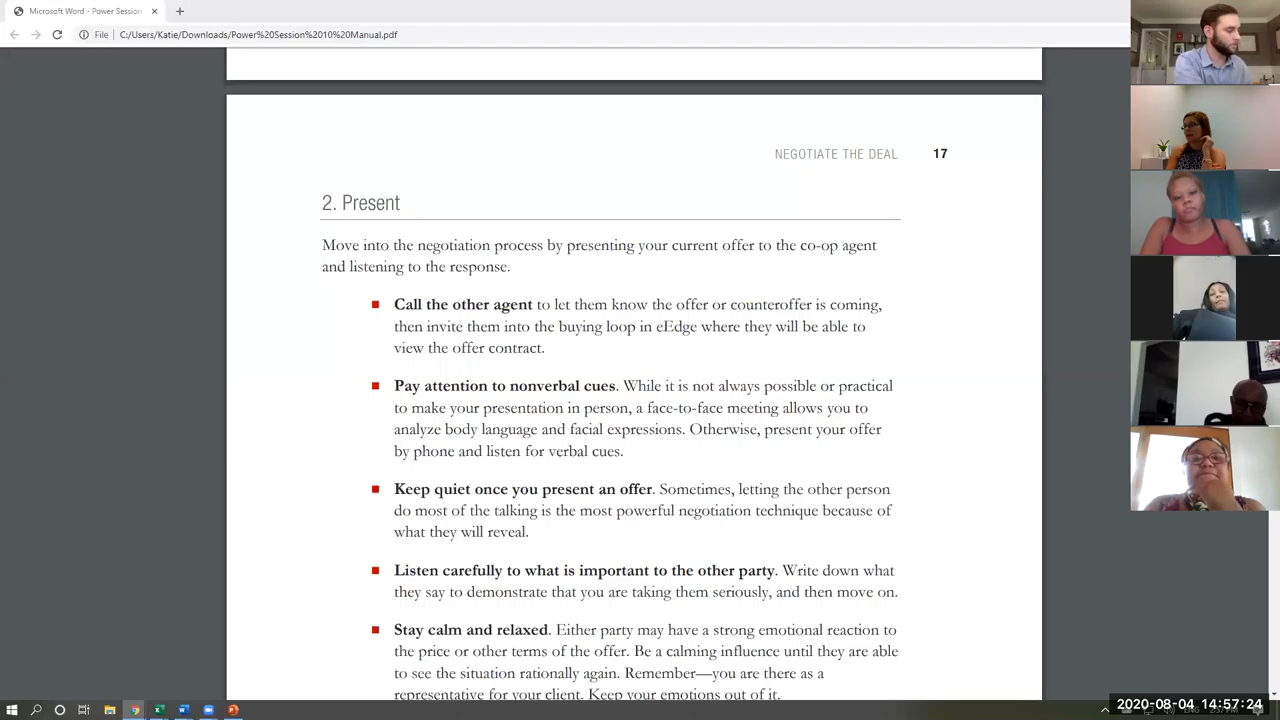 Microsoft Word - Power Session
File
C:/Users/Katie/Downloads/Power%20Session%2010%20Manual.pdf
NEGOTIATE THE DEAL 17
2. Present
Move into the negotiation process by presenting your current offer to the co-op agent
and listening to the response.
Call the other agent to let them know the offer or counteroffer is coming,
then invite them into the buying loop in eEdge where they will be able to
view the offer contract.
Pay attention to nonverbal cues. While it is not always possible or practical
to make your presentation in person, a face-to-face meeting allows you to
analyze body language and facial expressions. Otherwise, present your offer
by phone and listen for verbal cues.
Keep quiet once you present an offer. Sometimes, letting the other person
do most of the talking is the most powerful negotiation technique because of
what they will reveal.
Listen carefully to what is important to the other party. Write down what
they say to demonstrate that you are taking them seriously, and then move on.
Stay calm and relaxed. Either party may have a strong emotional reaction to
the price or other terms of the offer. Be a calming influence until they are able
to see the situation rationally again. Remember—you are there as a
representative for your client. Keep your emotions out of it.
2020-08-04 14:57:24